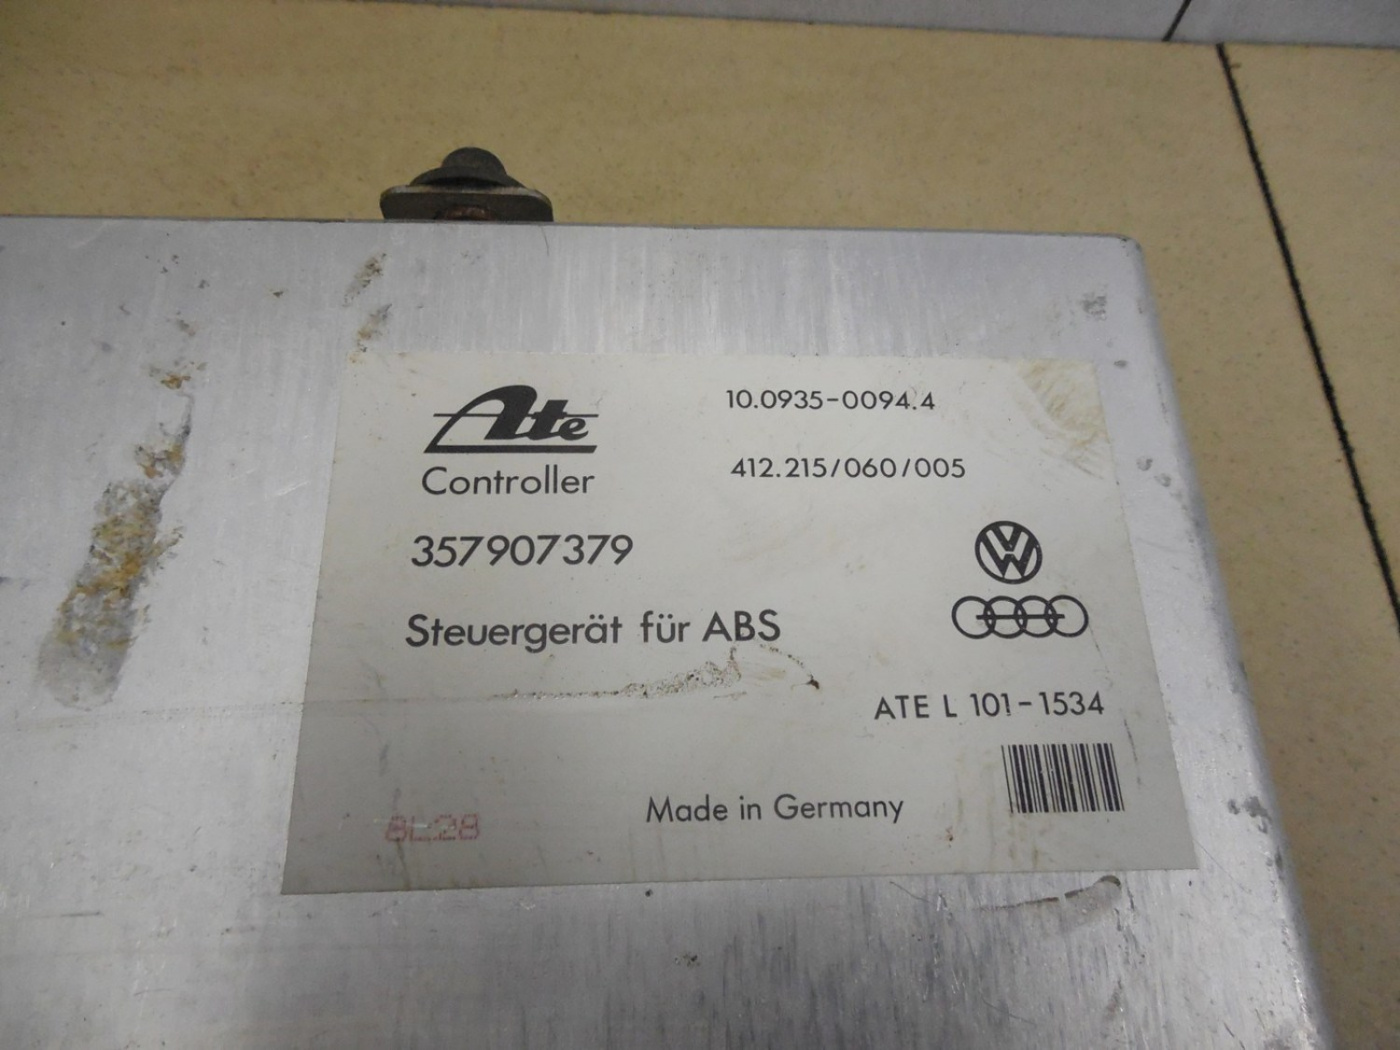 Ate
Controller
10.0935-0094.4
412.215/060/005
357907379
Steuergerät für ABS
ATE L 101-1534
Made in Germany
8L28